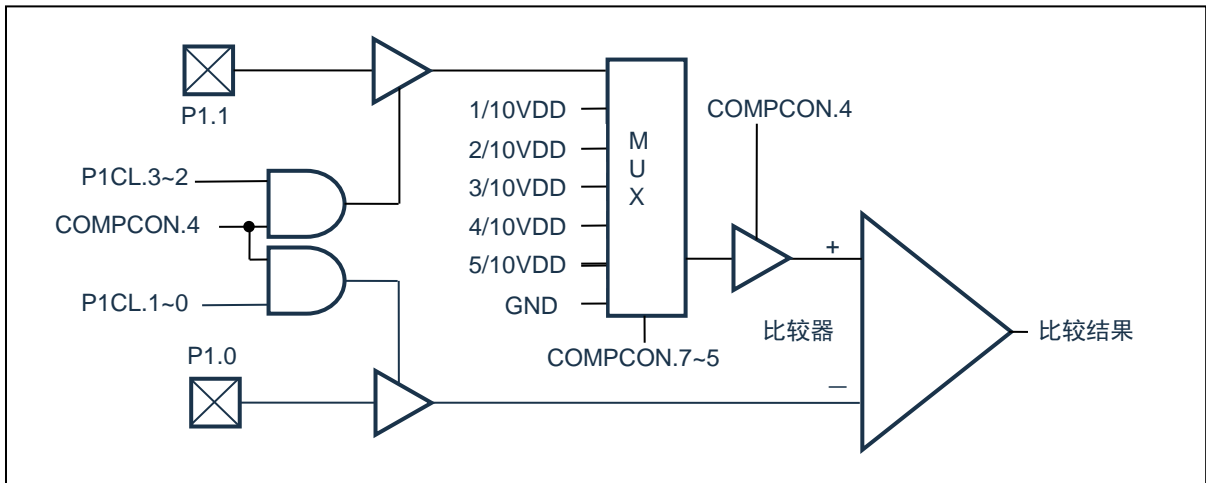 P1.1
1/10VDD
2/10VDD
3/10VDD
4/10VDD
5/10VDD
GND
M
U
X
COMPCON.4
P1CL.3~2
COMPCON.4
P1CL.1~0
P1.0
COMPCON.7~5
+
比较器
—
比较结果